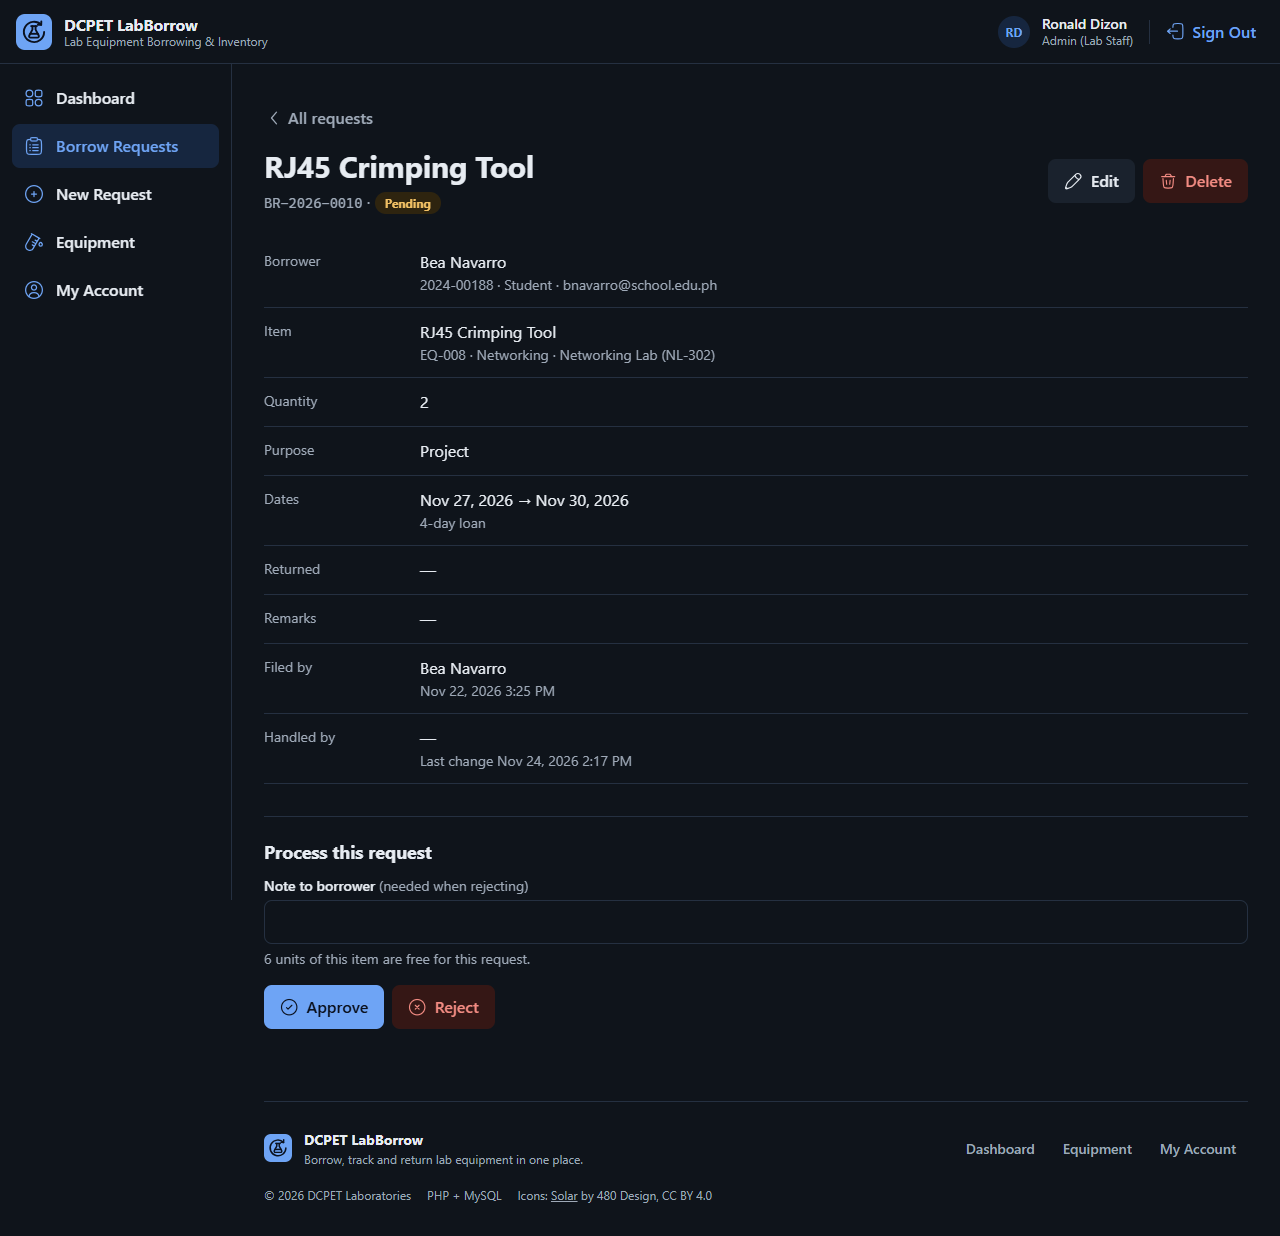 DCPET LabBorrow
Lab Equipment Borrowing & Inventory
RD
Ronald Dizon
Admin (Lab Staff)
Sign Out
Dashboard
Borrow Requests
New Request
Equipment
My Account
All requests
RJ45 Crimping Tool
BR-2026-0010 · Pending
Edit
Delete
Borrower
Bea Navarro
2024-00188 · Student · bnavarro@school.edu.ph
Item
RJ45 Crimping Tool
EQ-008 · Networking · Networking Lab (NL-302)
Quantity
2
Purpose
Project
Dates
Nov 27, 2026 → Nov 30, 2026
4-day loan
Returned
—
Remarks
—
Filed by
Bea Navarro
Nov 22, 2026 3:25 PM
Handled by
—
Last change Nov 24, 2026 2:17 PM
Process this request
Note to borrower (needed when rejecting)
6 units of this item are free for this request.
Approve
Reject
DCPET LabBorrow
Borrow, track and return lab equipment in one place.
Dashboard
Equipment
My Account
© 2026 DCPET Laboratories
PHP + MySQL
Icons: Solar by 480 Design, CC BY 4.0